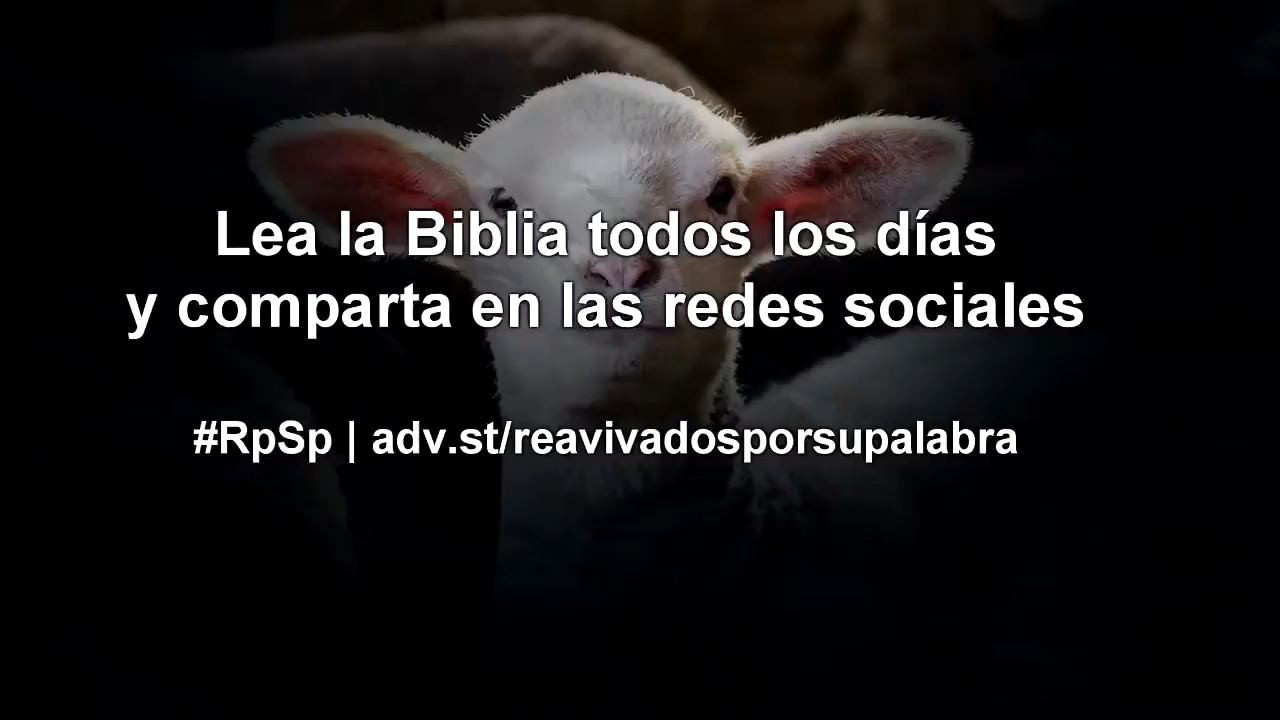 Lea la Biblia todos los días
y comparta en las redes sociales
#RpSp | adv.st/reavivadosporsupalabra